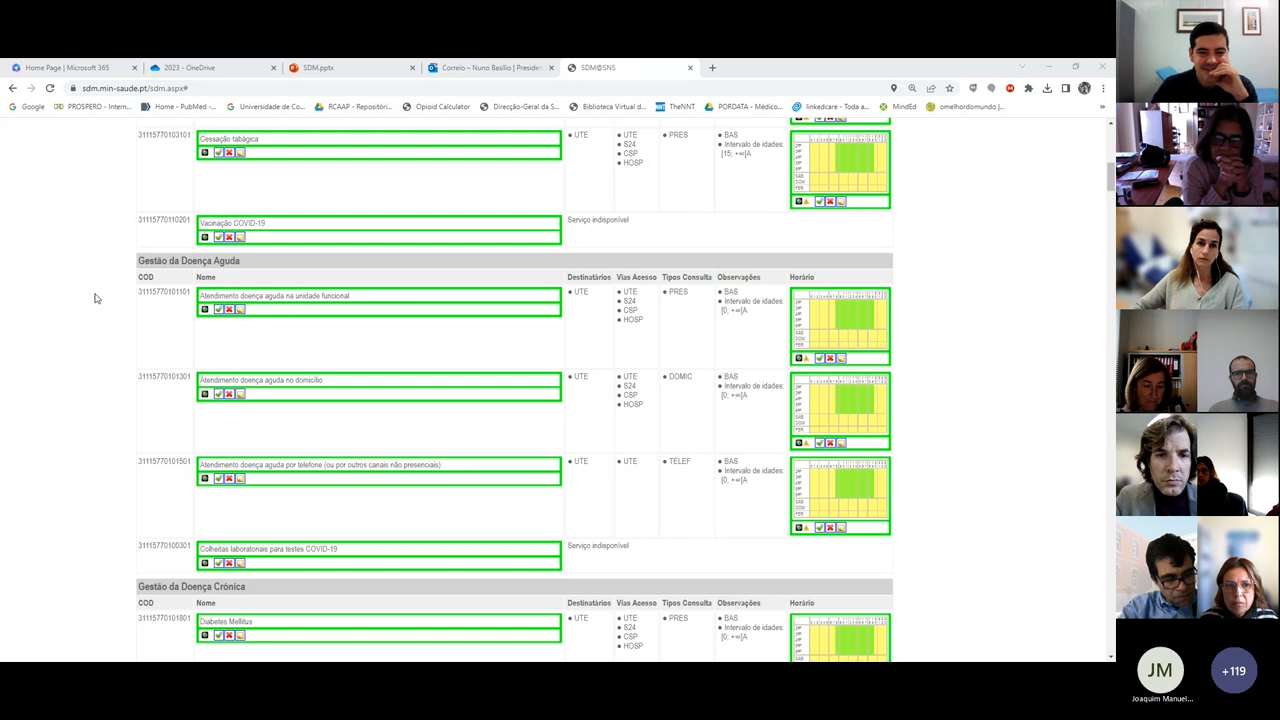 Home Page | Microsoft 365
2023 - OneDrive
SDM.pptx
Correio – Nuno Basílio | Presiden
SDM@SNS
sdm.min-saude.pt/sdm.aspx#
Google
PROSPERO - Intern...
Home - PubMed -...
Universidade de Co...
RCAAP - Repositóri...
Opioid Calculator
Direcção-Geral da S...
Biblioteca Virtual d...
TheNNT
PORDATA - Médico...
linkedcare - Toda a...
MindEd
omelhordomundo |...
31115770103101 Cessação tabágica
● UTE
● UTE
● S24
● CSP
● HOSP
● PRES
● BAS
● Intervalo de idades:
[15; +∞[A
31115770110201 Vacinação COVID-19 Serviço indisponível
Gestão da Doença Aguda
COD Nome Destinatários Vias Acesso Tipos Consulta Observações Horário
31115770101101 Atendimento doença aguda na unidade funcional
● UTE
● UTE
● S24
● CSP
● HOSP
● PRES
● BAS
● Intervalo de idades:
[0; +∞[A
31115770101301 Atendimento doença aguda no domicílio
● UTE
● UTE
● S24
● CSP
● HOSP
● DOMIC
● BAS
● Intervalo de idades:
[0; +∞[A
31115770101501 Atendimento doença aguda por telefone (ou por outros canais não presenciais)
● UTE
● UTE
● TELEF
● BAS
● Intervalo de idades:
[0; +∞[A
31115770100301 Colheitas laboratoriais para testes COVID-19 Serviço indisponível
Gestão da Doença Crónica
COD Nome Destinatários Vias Acesso Tipos Consulta Observações Horário
31115770101801 Diabetes Mellitus
● UTE
● UTE
● S24
● CSP
● HOSP
● PRES
● BAS
● Intervalo de idades:
[0; +∞[A
JM
Joaquim Manuel...
+119